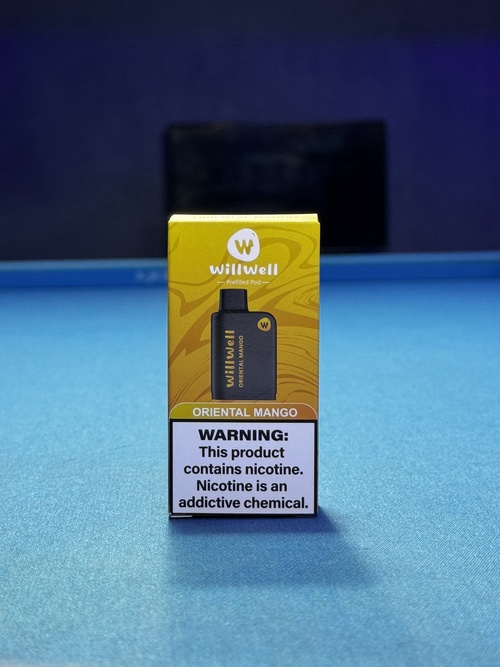 W
willwell
Prefilled Pod
W
WillWell
ORIENTAL MANGO
ORIENTAL MANGO
WARNING:
This product
contains nicotine.
Nicotine is an
addictive chemical.